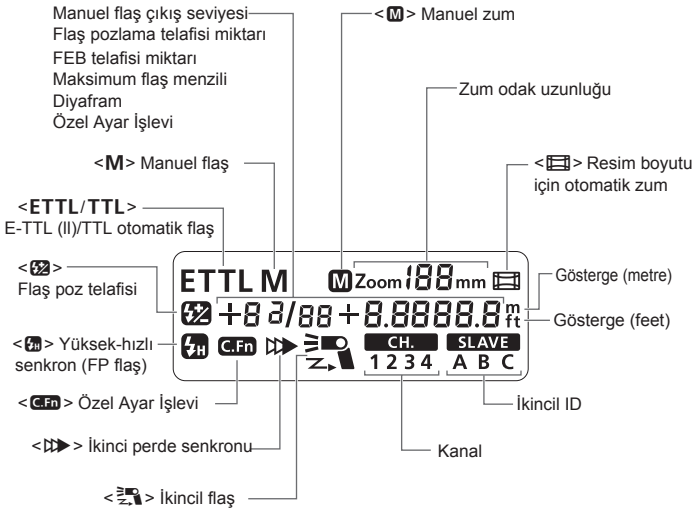 Manuel flaş çıkış seviyesi
Flaş pozlama telafisi miktarı
FEB telafisi miktarı
Maksimum flaş menzili
Diyafram
Özel Ayar İşlevi
<M> Manuel zum
Zum odak uzunluğu
<M> Manuel flaş
< > Resim boyutu
için otomatik zum
<ETTL/TTL>
E-TTL (II)/TTL otomatik flaş
< >
Flaş poz telafisi
ETTL M M Zoom 188 mm
+8 8/88 +8.8888.8 m ft
Gösterge (metre)
Gösterge (feet)
< H > Yüksek-hızlı
senkron (FP flaş)
H C.Fn CH. SLAVE
1 2 3 4 A B C
<C.Fn> Özel Ayar İşlevi
İkincil ID
< > İkinci perde senkronu
Kanal
< > İkincil flaş